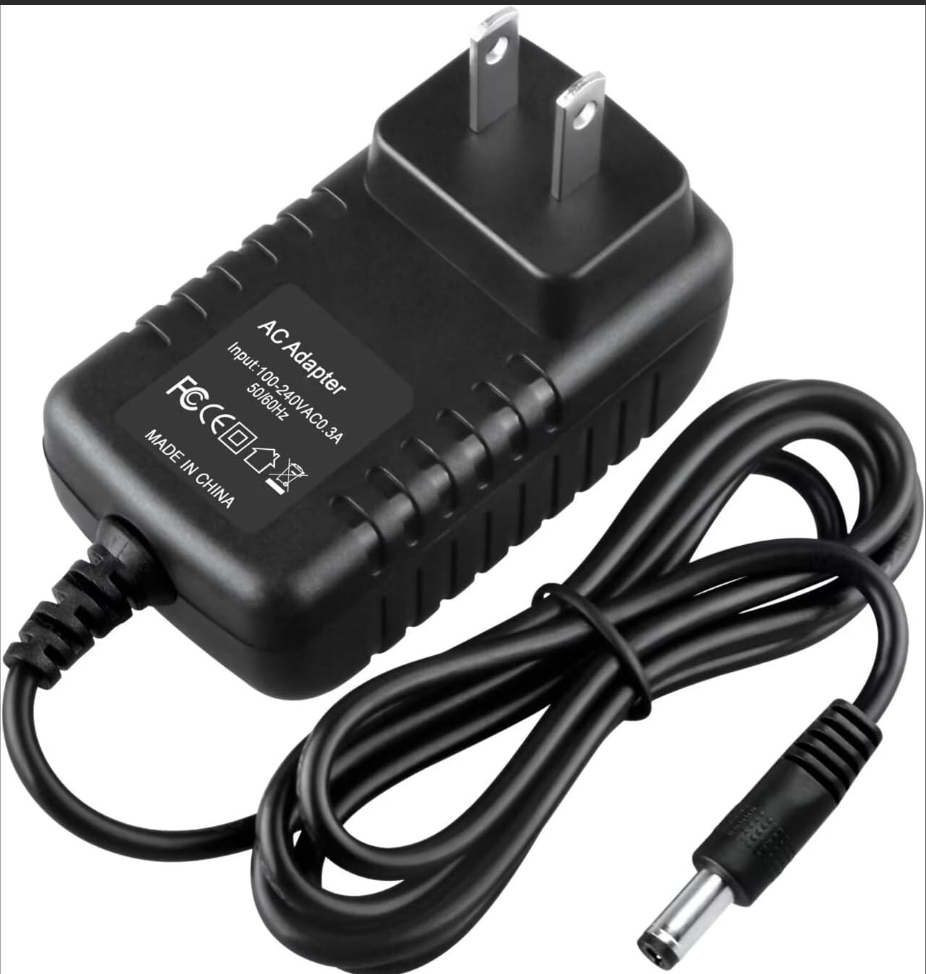 AC Adapter
Input:100-240VAC0.3A
50/60Hz
FC CE
MADE IN CHINA